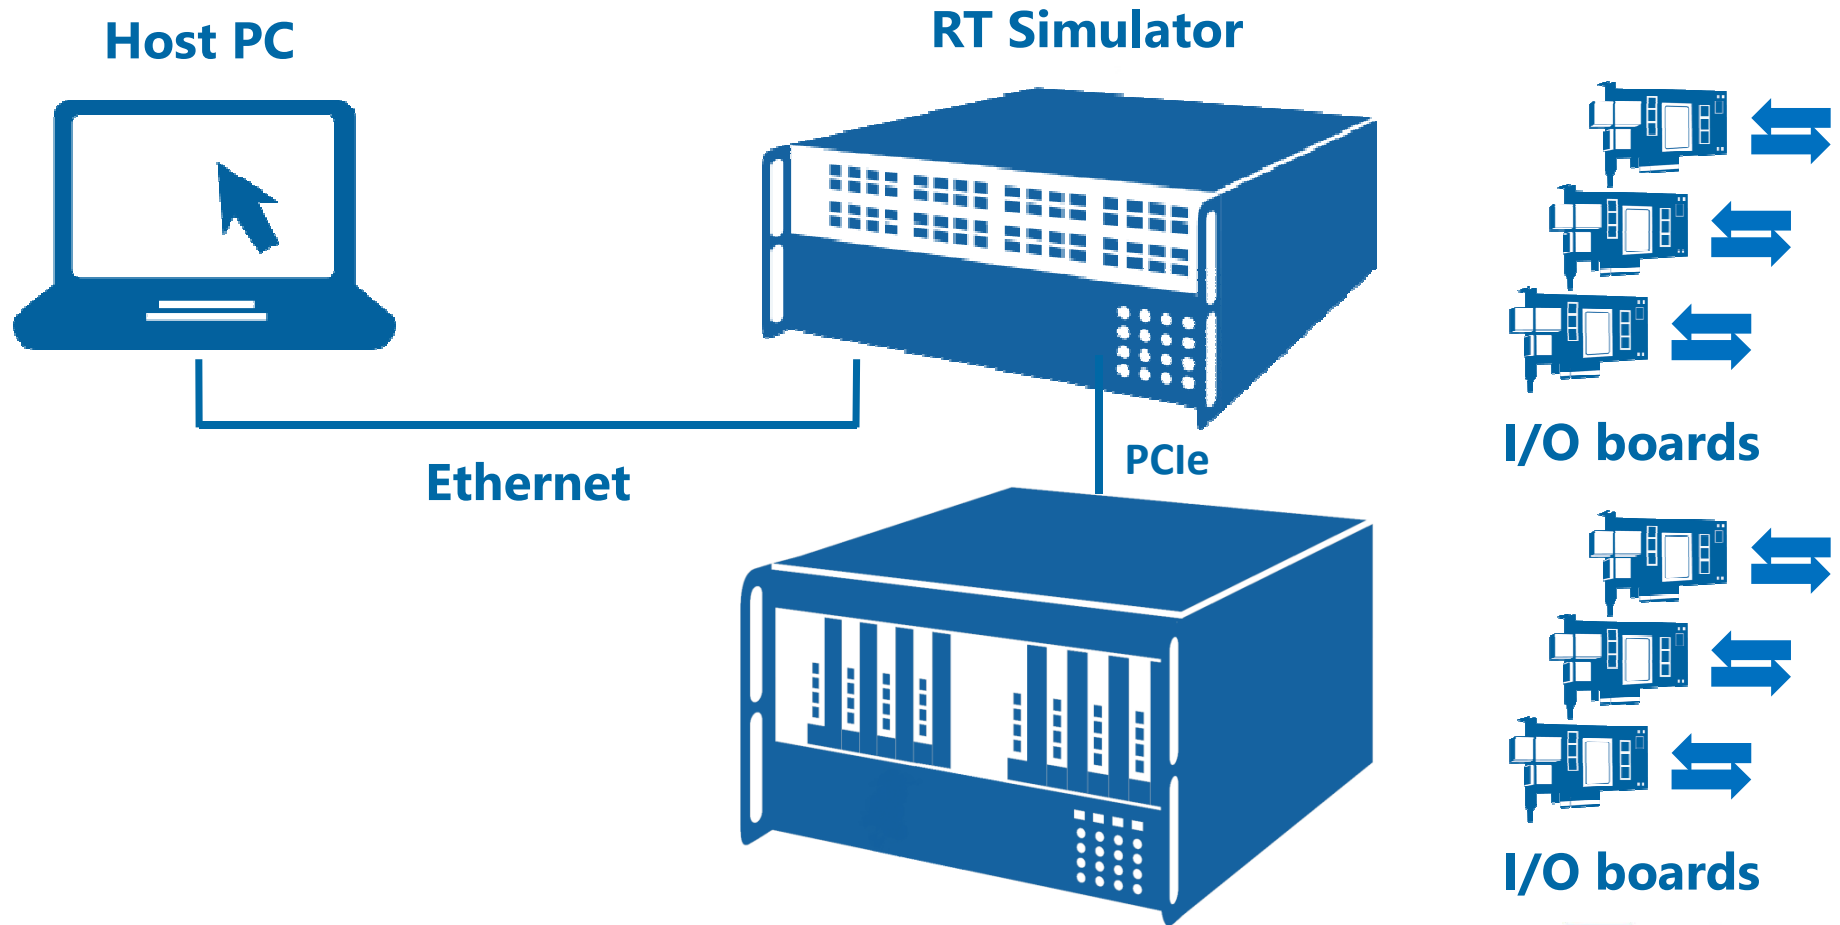 Host PC
RT Simulator
I/O boards
Ethernet
PCIe
I/O boards